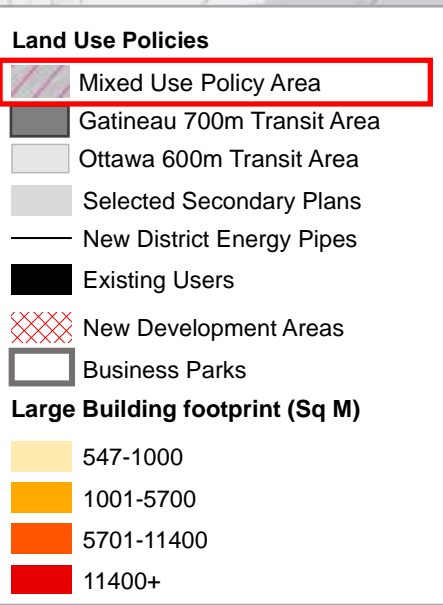 Land Use Policies
Mixed Use Policy Area
Gatineau 700m Transit Area
Ottawa 600m Transit Area
Selected Secondary Plans
New District Energy Pipes
Existing Users
New Development Areas
Business Parks
Large Building footprint (Sq M)
547-1000
1001-5700
5701-11400
11400+